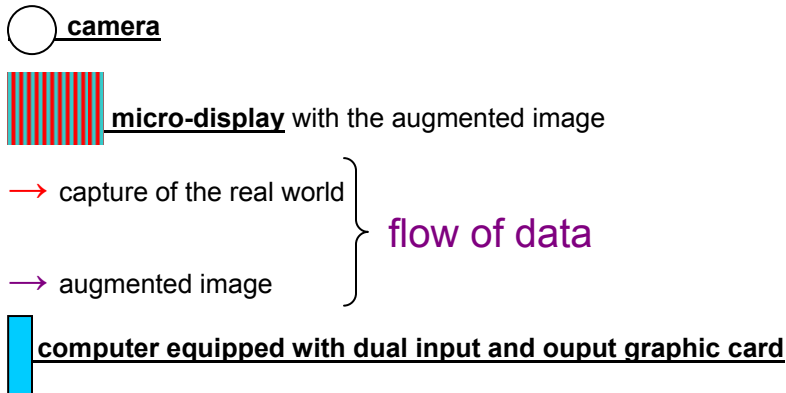 camera
micro-display with the augmented image
→ capture of the real world
flow of data
→ augmented image
computer equipped with dual input and ouput graphic card